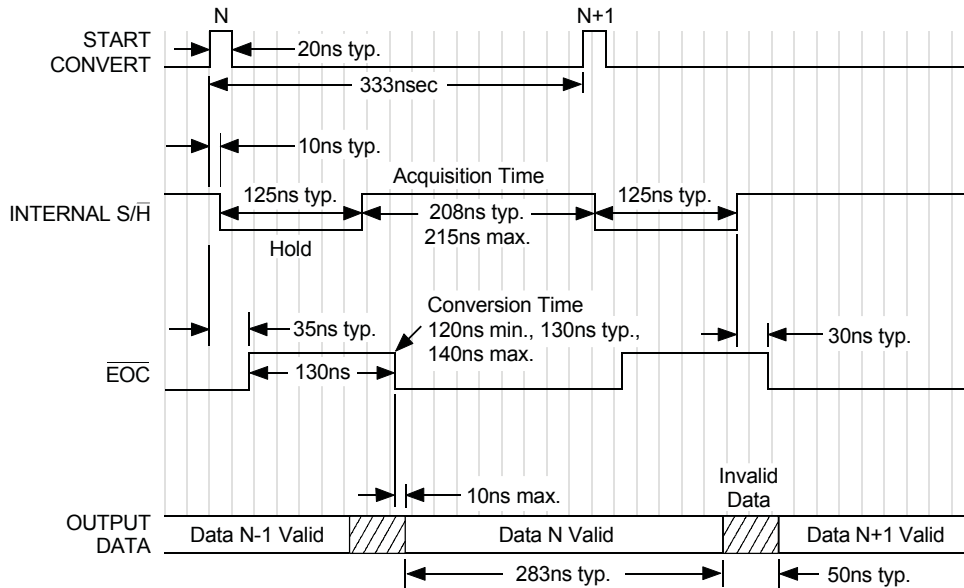 N
N+1
START
CONVERT
20ns typ.
333nsec
10ns typ.
Acquisition Time
INTERNAL S/H̅
125ns typ.
208ns typ.
215ns max.
125ns typ.
Hold
Conversion Time
120ns min., 130ns typ.,
140ns max.
35ns typ.
30ns typ.
E̅O̅C̅
130ns
Invalid
Data
10ns max.
OUTPUT
DATA
Data N-1 Valid
Data N Valid
Data N+1 Valid
283ns typ.
50ns typ.